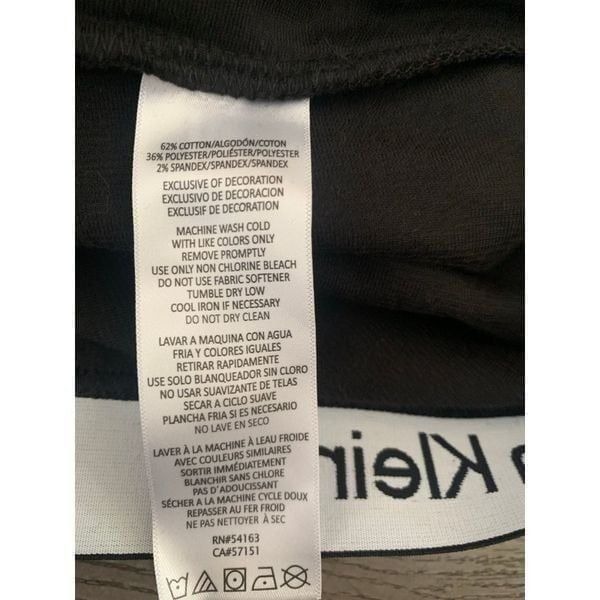 62% COTTON/ALGODÓN/COTON
36% POLYESTER/POLIÉSTER/POLYESTER
2% SPANDEX/SPANDEX/SPANDEX
EXCLUSIVE OF DECORATION
EXCLUSIVO DE DECORACION
EXCLUSIF DE DECORATION
MACHINE WASH COLD
WITH LIKE COLORS ONLY
REMOVE PROMPTLY
USE ONLY NON CHLORINE BLEACH
DO NOT USE FABRIC SOFTENER
TUMBLE DRY LOW
COOL IRON IF NECESSARY
DO NOT DRY CLEAN
LAVAR A MAQUINA CON AGUA
FRIA Y COLORES IGUALES
RETIRAR RAPIDAMENTE
USE SOLO BLANQUEADOR SIN CLORO
NO USAR SUAVIZANTE DE TELAS
SECAR A CICLO SUAVE
PLANCHA FRIA SI ES NECESARIO
NO LAVE EN SECO
LAVER À LA MACHINE À LEAU FROIDE
AVEC COULEURS SIMILAIRES
SORTIR IMMÉDIATEMENT
BLANCHIR SANS CHLORE
PAS D'ADOUCISSANT
SÉCHER A LA MACHINE CYCLE DOUX
REPASSER AU FER FROID
NE PAS NETTOYER À SEC
RN#54163
CA#57151
Klein